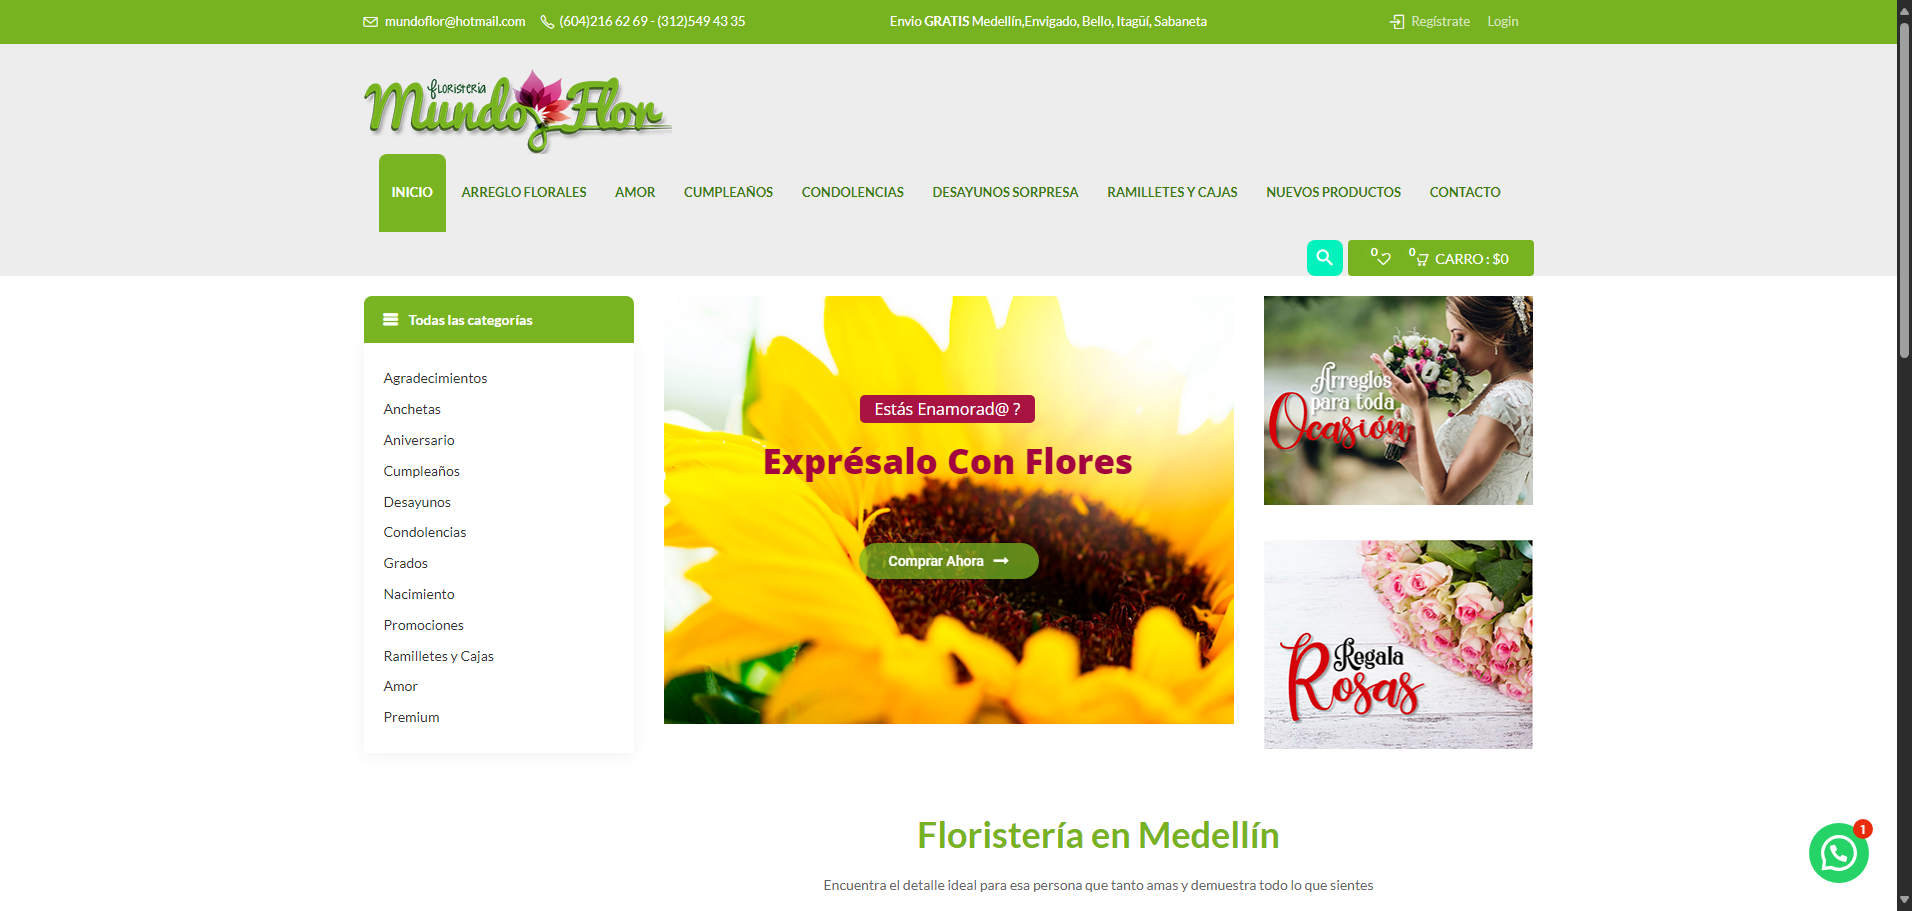 mundoflor@hotmail.com (604)216 62 69 - (312)549 43 35 Envio GRATIS Medellín,Envigado, Bello, Itagüí, Sabaneta Regístrate Login
floristería
Mundo Flor
INICIO ARREGLO FLORALES AMOR CUMPLEAÑOS CONDOLENCIAS DESAYUNOS SORPRESA RAMILLETES Y CAJAS NUEVOS PRODUCTOS CONTACTO
0 0 CARRO : $0
Todas las categorías
Agradecimientos
Anchetas
Aniversario
Cumpleaños
Desayunos
Condolencias
Grados
Nacimiento
Promociones
Ramilletes y Cajas
Amor
Premium
Estás Enamorad@ ?
Exprésalo Con Flores
Comprar Ahora
Arreglos
para toda
Ocasión
Regala
Rosas
Floristería en Medellín
Encuentra el detalle ideal para esa persona que tanto amas y demuestra todo lo que sientes
1